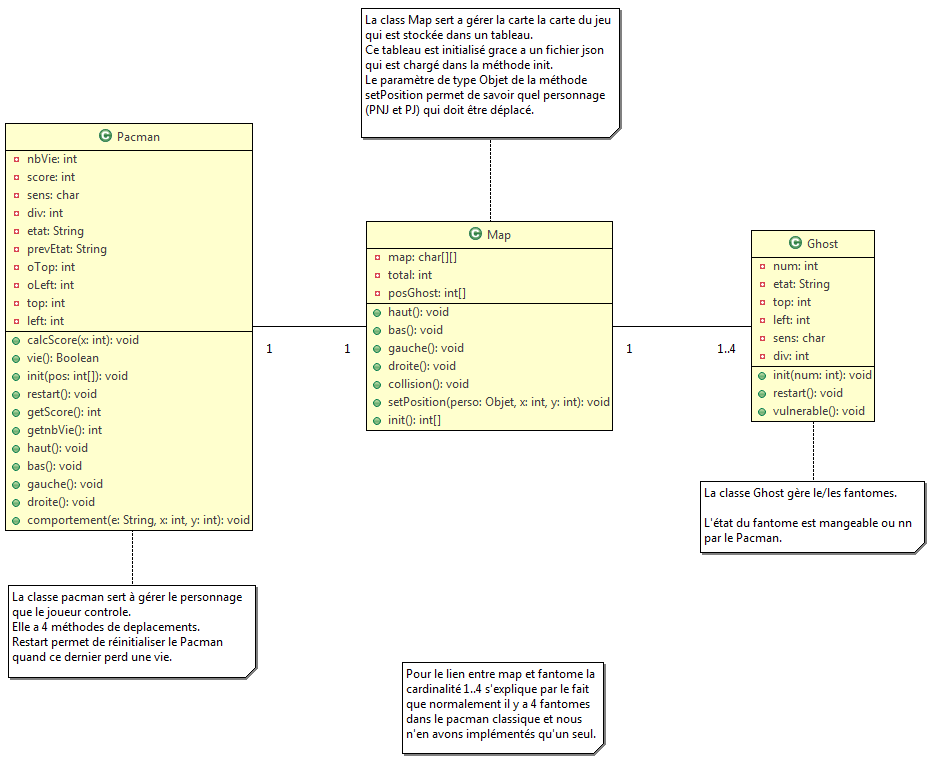 La class Map sert a gérer la carte la carte du jeu
qui est stockée dans un tableau.
Ce tableau est initialisé grace a un fichier json
qui est chargé dans la méthode init.
Le paramètre de type Objet de la méthode
setPosition permet de savoir quel personnage
(PNJ et PJ) qui doit être déplacé.
C Pacman
nbVie: int
score: int
sens: char
div: int
etat: String
prevEtat: String
oTop: int
oLeft: int
top: int
left: int
calcScore(x: int): void
vie(): Boolean
init(pos: int[]): void
restart(): void
getScore(): int
getnbVie(): int
haut(): void
bas(): void
gauche(): void
droite(): void
comportement(e: String, x: int, y: int): void
1
1
C Map
map: char[][]
total: int
posGhost: int[]
haut(): void
bas(): void
gauche(): void
droite(): void
collision(): void
setPosition(perso: Objet, x: int, y: int): void
init(): int[]
1
1..4
C Ghost
num: int
etat: String
top: int
left: int
sens: char
div: int
init(num: int): void
restart(): void
vulnerable(): void
La classe Ghost gère le/les fantomes.
L'état du fantome est mangeable ou nn
par le Pacman.
La classe pacman sert à gérer le personnage
que le joueur controle.
Elle a 4 méthodes de deplacements.
Restart permet de réinitialiser le Pacman
quand ce dernier perd une vie.
Pour le lien entre map et fantome la
cardinalité 1..4 s'explique par le fait
que normalement il y a 4 fantomes
dans le pacman classique et nous
n'en avons implémentés qu'un seul.